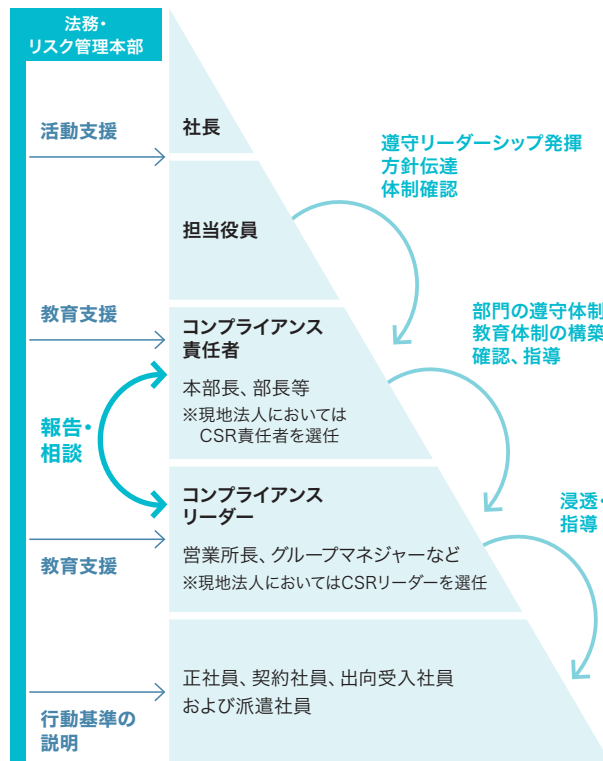 法務・
リスク管理本部
活動支援
社長
遵守リーダーシップ発揮
方針伝達
体制確認
担当役員
教育支援
コンプライアンス
責任者
本部長、部長等
※現地法人においては
CSR責任者を選任
部門の遵守体制
教育体制の構築
確認、指導
報告・
相談
コンプライアンス
リーダー
営業所長、グループマネジャーなど
※現地法人においてはCSRリーダーを選任
浸透・
指導
教育支援
正社員、契約社員、出向受入社員
および派遣社員
行動基準の
説明